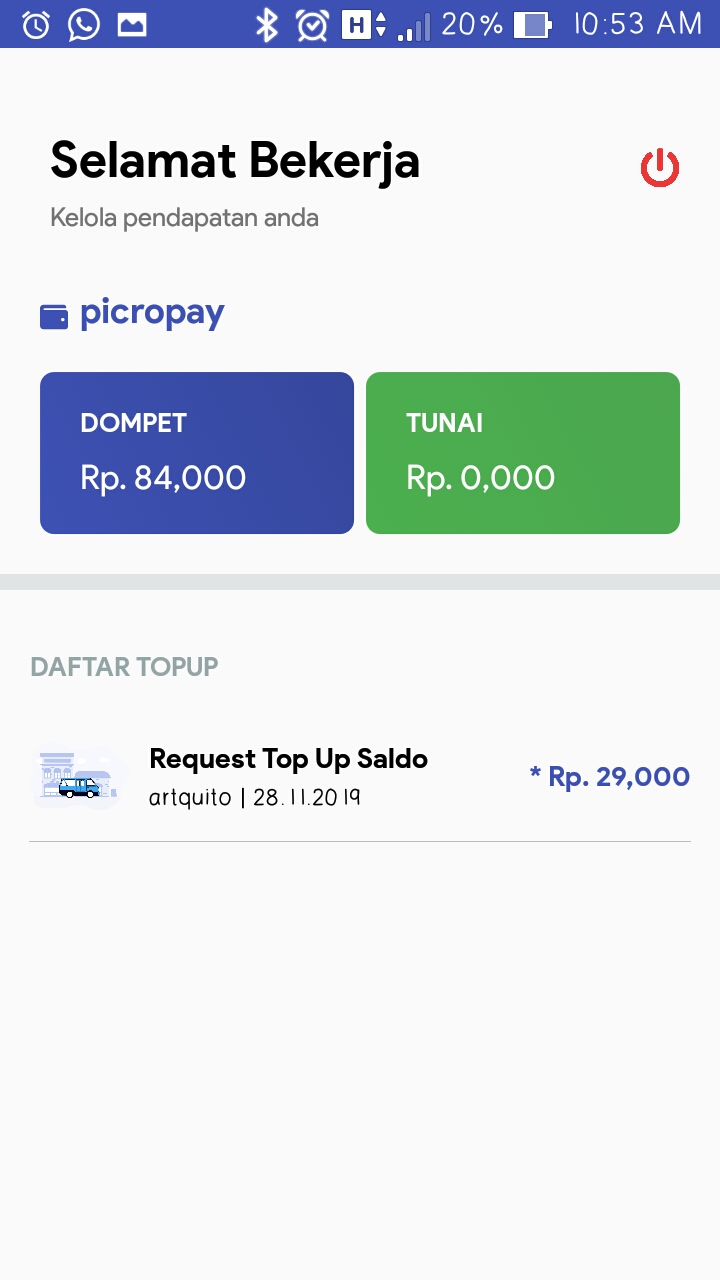 H 20% 10:53 AM
Selamat Bekerja
Kelola pendapatan anda
picropay
DOMPET
Rp. 84,000
TUNAI
Rp. 0,000
DAFTAR TOPUP
Request Top Up Saldo
artquito | 28.11.2019
* Rp. 29,000